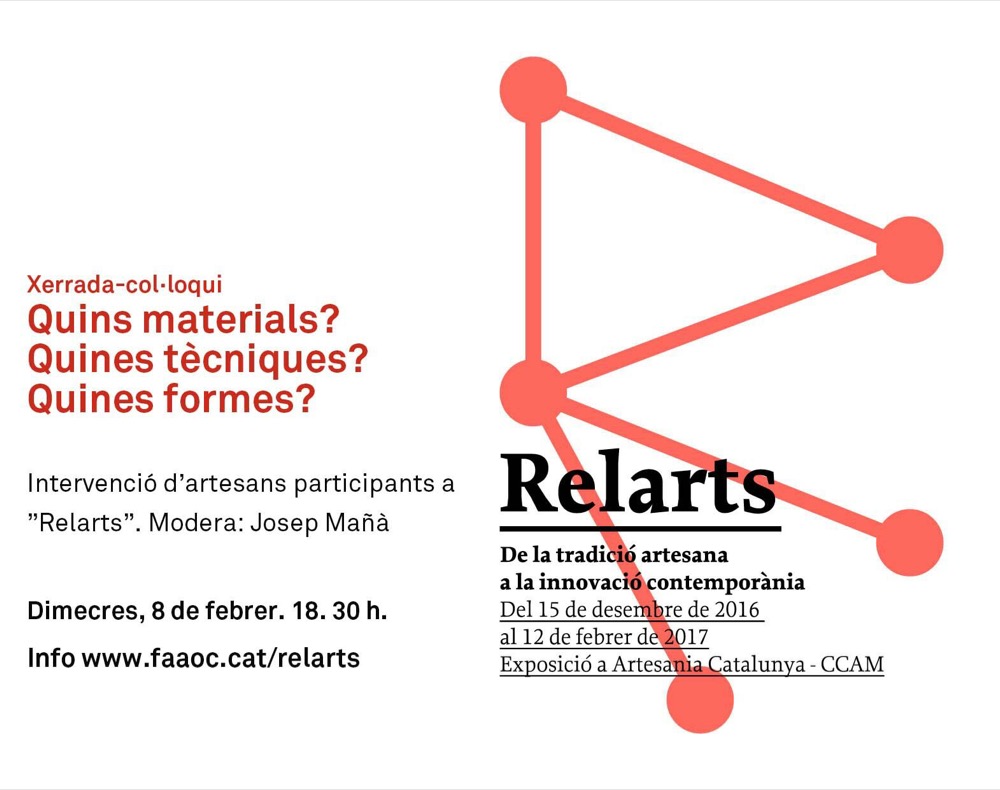 Xerrada-col·loqui
Quins materials?
Quines tècniques?
Quines formes?
Intervenció d’artesans participants a
”Relarts”. Modera: Josep Mañà
Dimecres, 8 de febrer. 18. 30 h.
Info www.faaoc.cat/relarts
Relarts
De la tradició artesana
a la innovació contemporània
Del 15 de desembre de 2016
al 12 de febrer de 2017
Exposició a Artesania Catalunya - CCAM